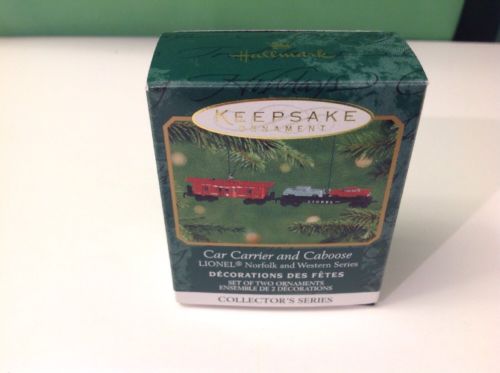 Hallmark
Holidays
KEEPSAKE
ORNAMENT
LIONEL
Car Carrier and Caboose
LIONEL® Norfolk and Western Series
DÉCORATIONS DES FÊTES
SET OF TWO ORNAMENTS
ENSEMBLE DE 2 DÉCORATIONS
COLLECTOR'S SERIES